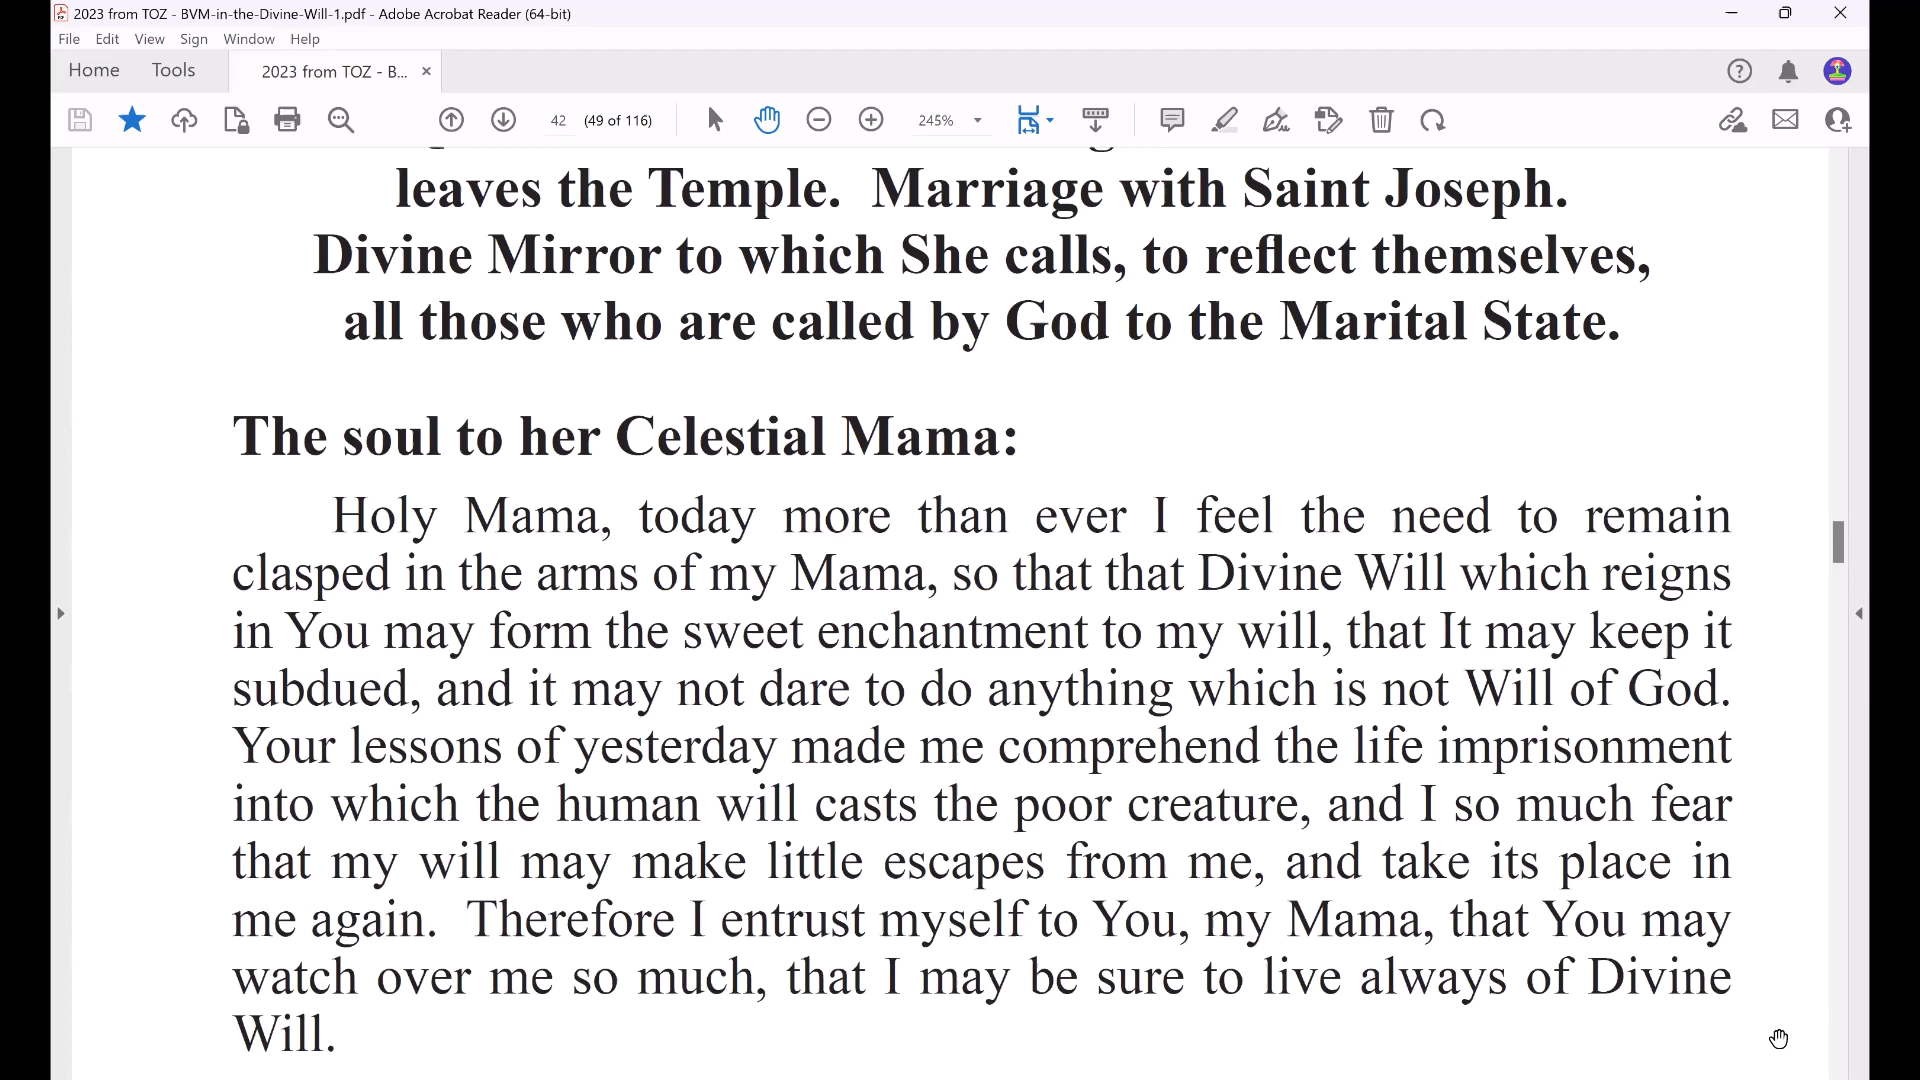 2023 from TOZ - BVM-in-the-Divine-Will-1.pdf - Adobe Acrobat Reader (64-bit)
File Edit View Sign Window Help
Home Tools 2023 from TOZ - B...
42 (49 of 116) 245%
leaves the Temple. Marriage with Saint Joseph.
Divine Mirror to which She calls, to reflect themselves,
all those who are called by God to the Marital State.
The soul to her Celestial Mama:
Holy Mama, today more than ever I feel the need to remain
clasped in the arms of my Mama, so that that Divine Will which reigns
in You may form the sweet enchantment to my will, that It may keep it
subdued, and it may not dare to do anything which is not Will of God.
Your lessons of yesterday made me comprehend the life imprisonment
into which the human will casts the poor creature, and I so much fear
that my will may make little escapes from me, and take its place in
me again. Therefore I entrust myself to You, my Mama, that You may
watch over me so much, that I may be sure to live always of Divine
Will.